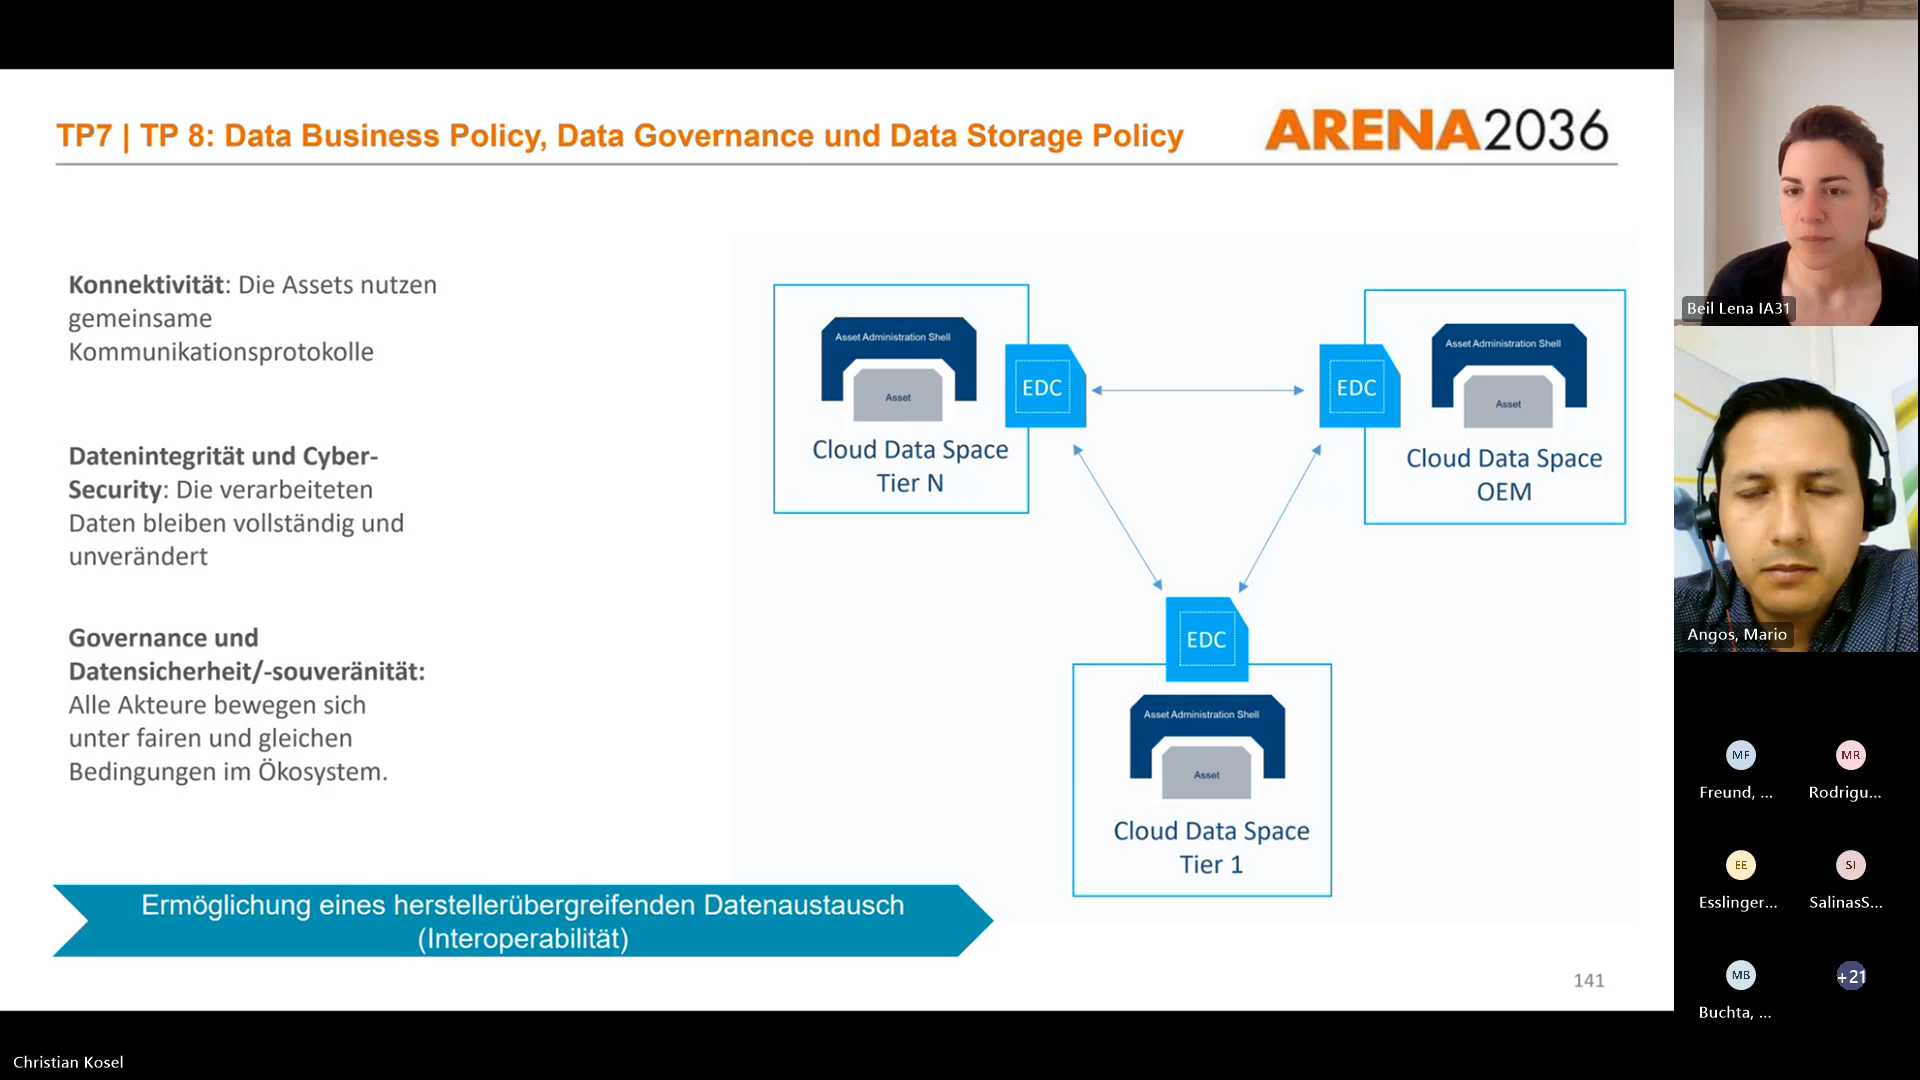 TP7 | TP 8: Data Business Policy, Data Governance und Data Storage Policy
ARENA2036
Konnektivität: Die Assets nutzen
gemeinsame
Kommunikationsprotokolle
Datenintegrität und Cyber-
Security: Die verarbeiteten
Daten bleiben vollständig und
unverändert
Governance und
Datensicherheit/-souveränität:
Alle Akteure bewegen sich
unter fairen und gleichen
Bedingungen im Ökosystem.
Asset Administration Shell
Asset
EDC
Cloud Data Space
Tier N
EDC
Asset Administration Shell
Asset
Cloud Data Space
OEM
EDC
Asset Administration Shell
Asset
Cloud Data Space
Tier 1
Ermöglichung eines herstellerübergreifenden Datenaustausch
(Interoperabilität)
141
Christian Kosel
Beil Lena IA31
Angos, Mario
MF
Freund, ...
MR
Rodrigu...
EE
Esslinger...
SI
SalinasS...
MB
Buchta, ...
+21